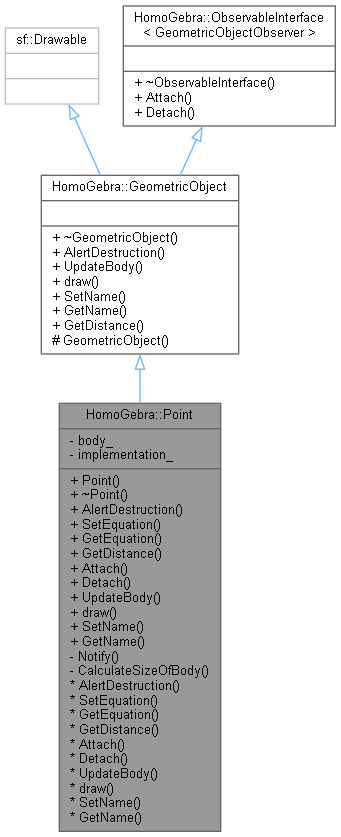 sf::Drawable
HomoGebra::ObservableInterface
< GeometricObjectObserver >
+ ~ObservableInterface()
+ Attach()
+ Detach()
HomoGebra::GeometricObject
+ ~GeometricObject()
+ AlertDestruction()
+ UpdateBody()
+ draw()
+ SetName()
+ GetName()
+ GetDistance()
# GeometricObject()
HomoGebra::Point
- body_
- implementation_
+ Point()
+ ~Point()
+ AlertDestruction()
+ SetEquation()
+ GetEquation()
+ GetDistance()
+ Attach()
+ Detach()
+ UpdateBody()
+ draw()
+ SetName()
+ GetName()
- Notify()
- CalculateSizeOfBody()
* AlertDestruction()
* SetEquation()
* GetEquation()
* GetDistance()
* Attach()
* Detach()
* UpdateBody()
* draw()
* SetName()
* GetName()